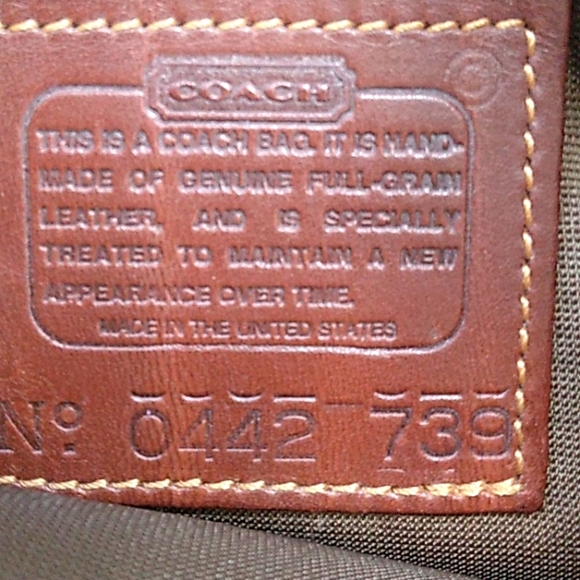 COACH
THIS IS A COACH BAG. IT IS HAND-
MADE OF GENUINE FULL-GRAIN
LEATHER, AND IS SPECIALLY
TREATED TO MAINTAIN A NEW
APPEARANCE OVER TIME.
MADE IN THE UNITED STATES
No. 0442 739